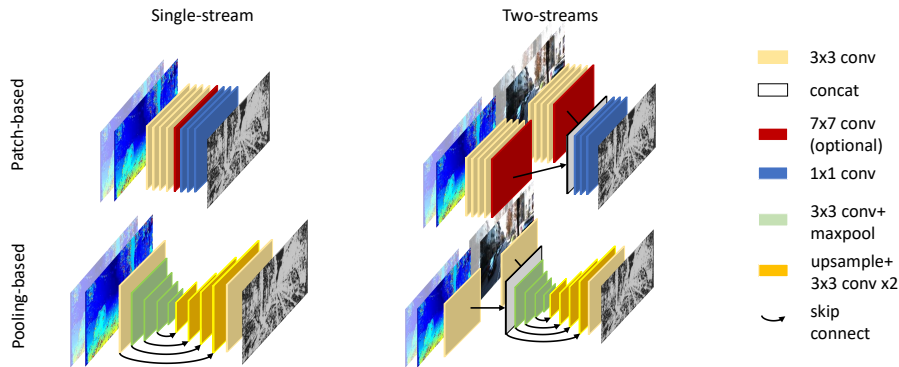 Single-stream
Two-streams
Patch-based
Pooling-based
3x3 conv
concat
7x7 conv
(optional)
1x1 conv
3x3 conv+
maxpool
upsample+
3x3 conv x2
skip
connect